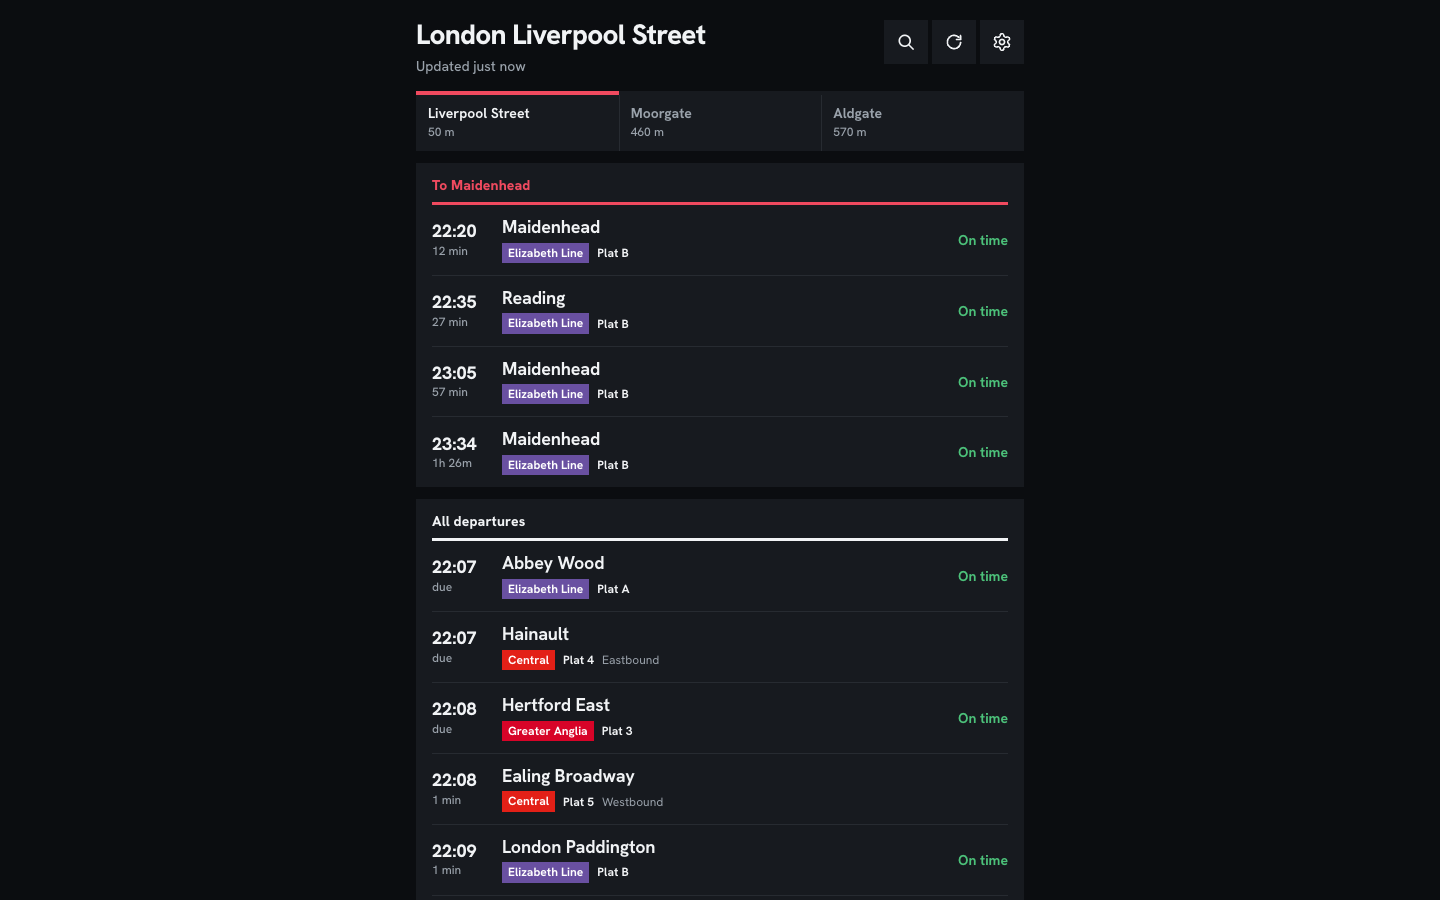 London Liverpool Street
Updated just now
Liverpool Street
50 m
Moorgate
460 m
Aldgate
570 m
To Maidenhead
22:20
12 min
Maidenhead
Elizabeth Line Plat B
On time
22:35
27 min
Reading
Elizabeth Line Plat B
On time
23:05
57 min
Maidenhead
Elizabeth Line Plat B
On time
23:34
1h 26m
Maidenhead
Elizabeth Line Plat B
On time
All departures
22:07
due
Abbey Wood
Elizabeth Line Plat A
On time
22:07
due
Hainault
Central Plat 4 Eastbound
22:08
due
Hertford East
Greater Anglia Plat 3
On time
22:08
1 min
Ealing Broadway
Central Plat 5 Westbound
22:09
1 min
London Paddington
Elizabeth Line Plat B
On time